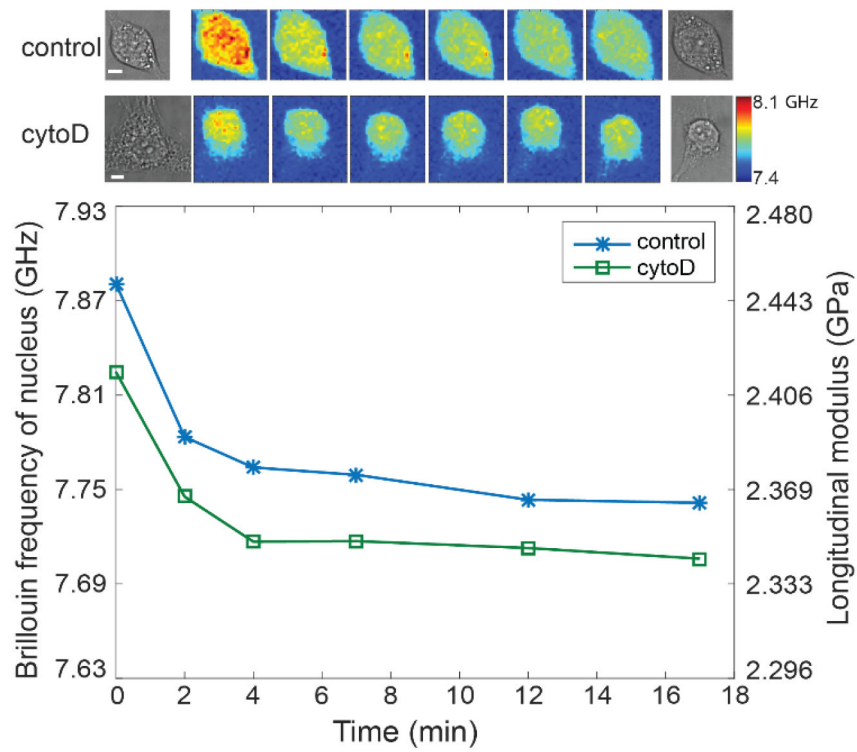 control
cytoD
8.1 GHz
7.4
7.93
7.87
7.81
7.75
7.69
7.63
Brillouin frequency of nucleus (GHz)
control
cytoD
2.480
2.443
2.406
2.369
2.333
2.296
Longitudinal modulus (GPa)
0 2 4 6 8 10 12 14 16 18
Time (min)